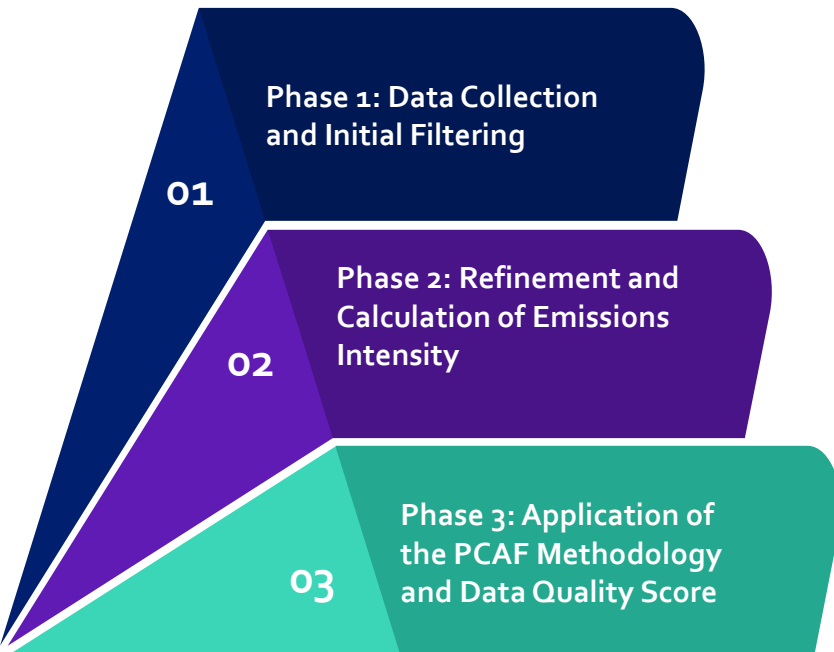 01
Phase 1: Data Collection
and Initial Filtering
02
Phase 2: Refinement and
Calculation of Emissions
Intensity
03
Phase 3: Application of
the PCAF Methodology
and Data Quality Score